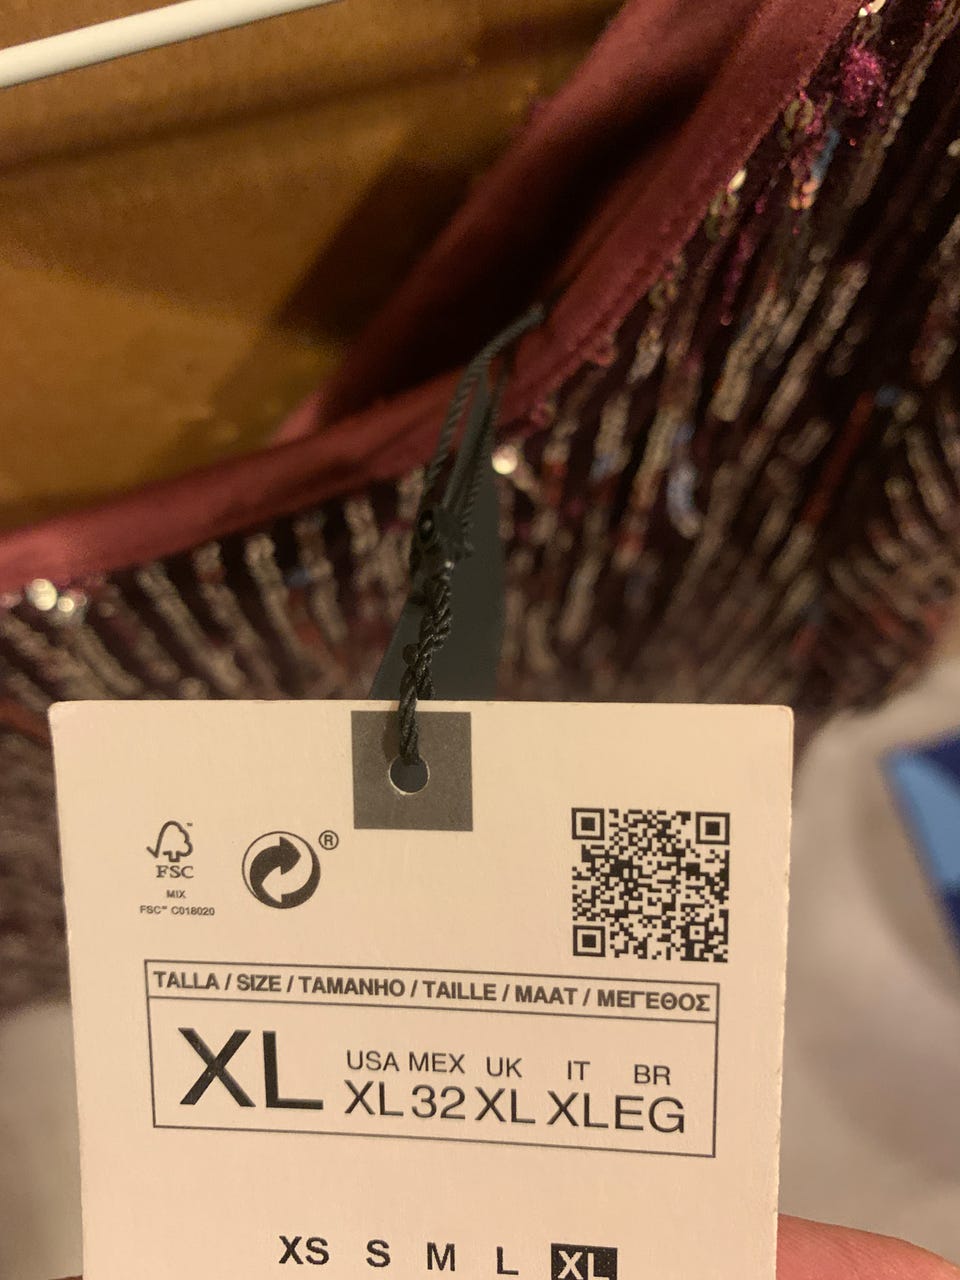 ®
™
FSC
MIX
FSC™ C018020
TALLA / SIZE / TAMANHO / TAILLE / MAAT / ΜΕΓΕΘΟΣ
XL
USA MEX UK IT BR
XL 32 XL XL EG
XS S M L XL